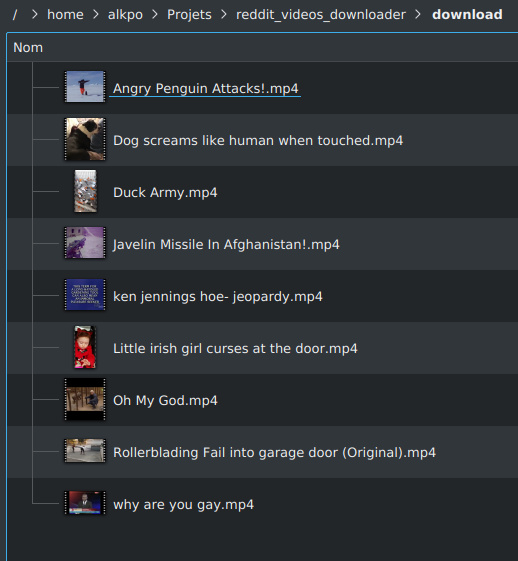 / > home > alkpo > Projets > reddit_videos_downloader > download
Nom
Angry Penguin Attacks!.mp4
Dog screams like human when touched.mp4
Duck Army.mp4
Javelin Missile In Afghanistan!.mp4
ken jennings hoe- jeopardy.mp4
Little irish girl curses at the door.mp4
Oh My God.mp4
Rollerblading Fail into garage door (Original).mp4
why are you gay.mp4